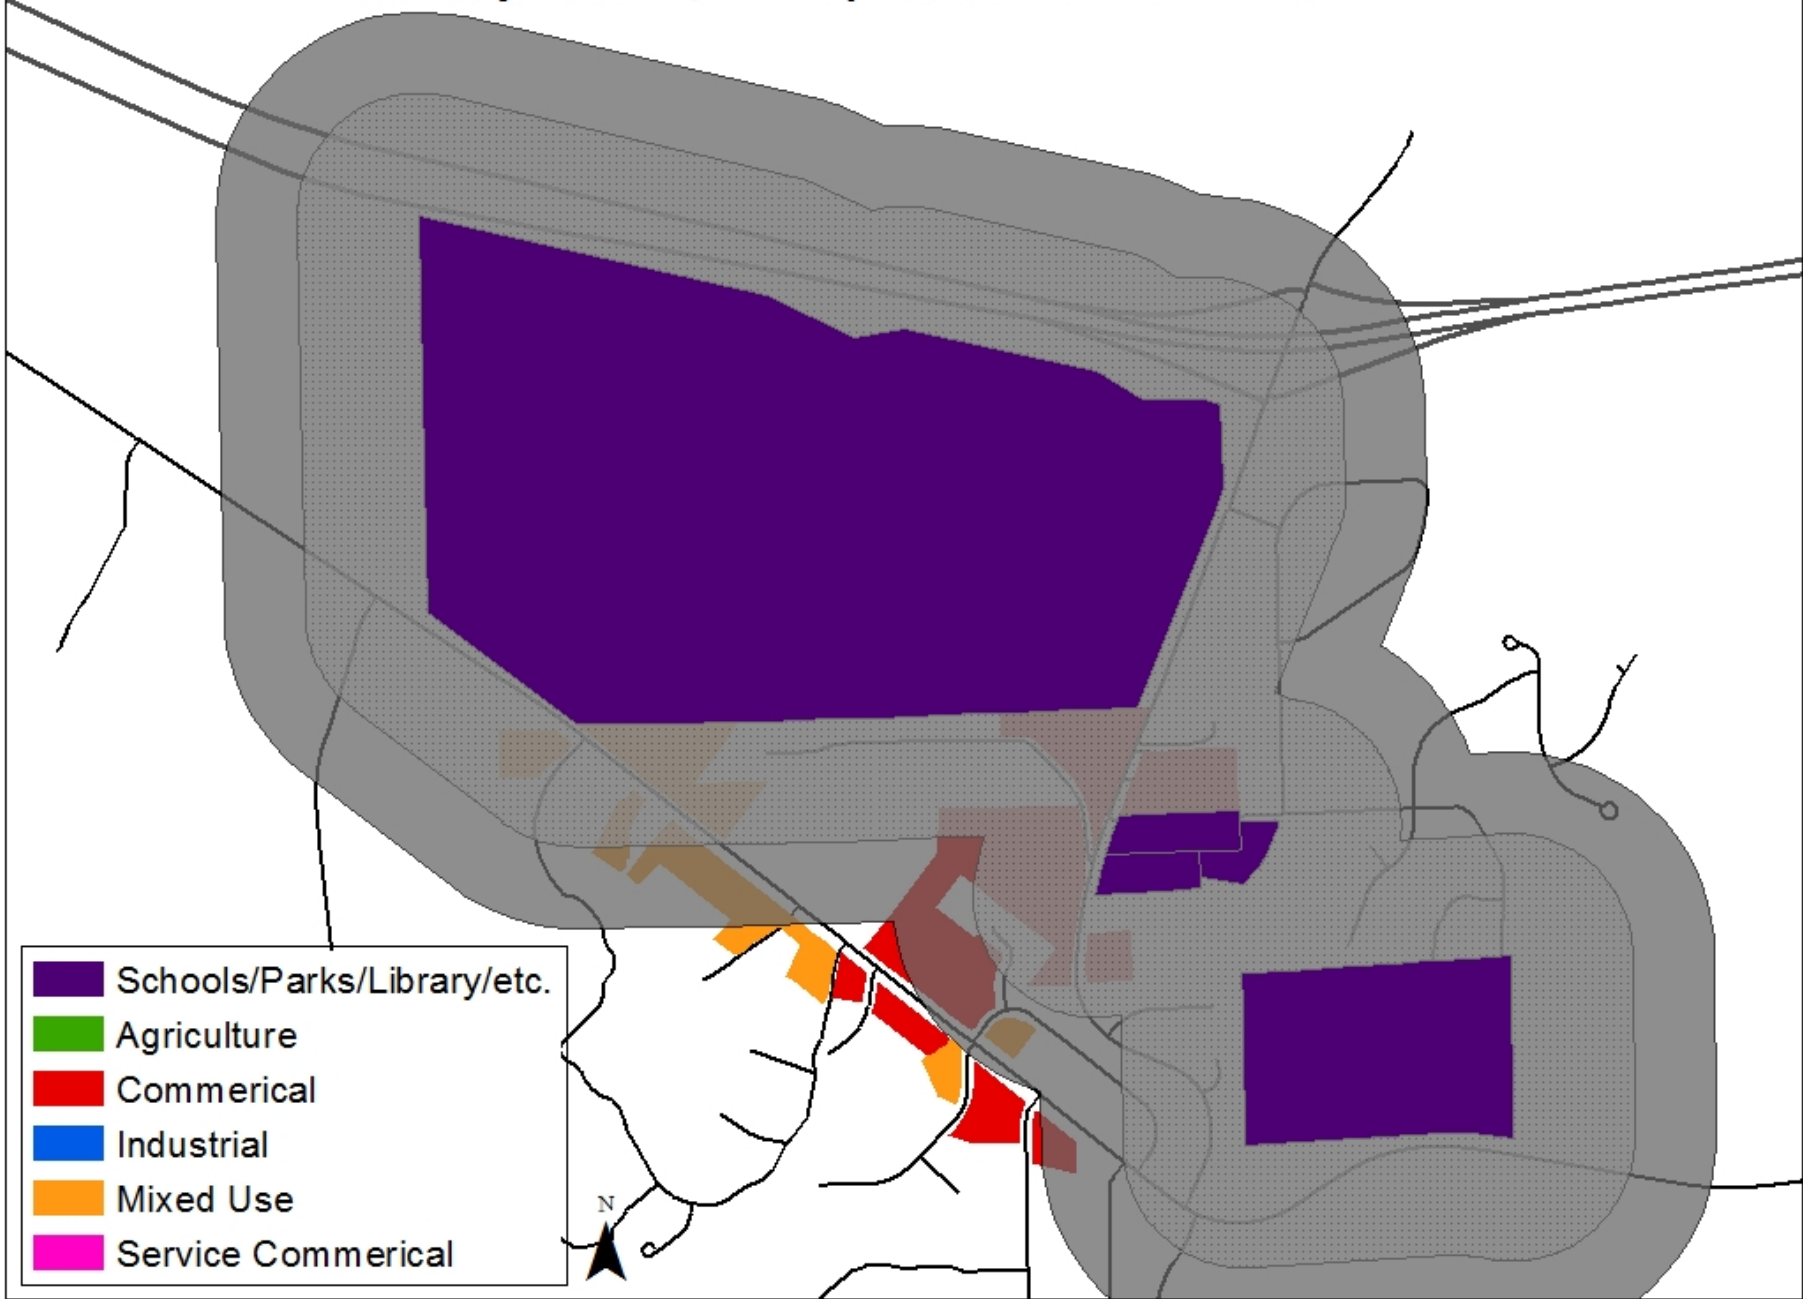 Schools/Parks/Library/etc.
Agriculture
Commerical
Industrial
Mixed Use
N
Service Commerical